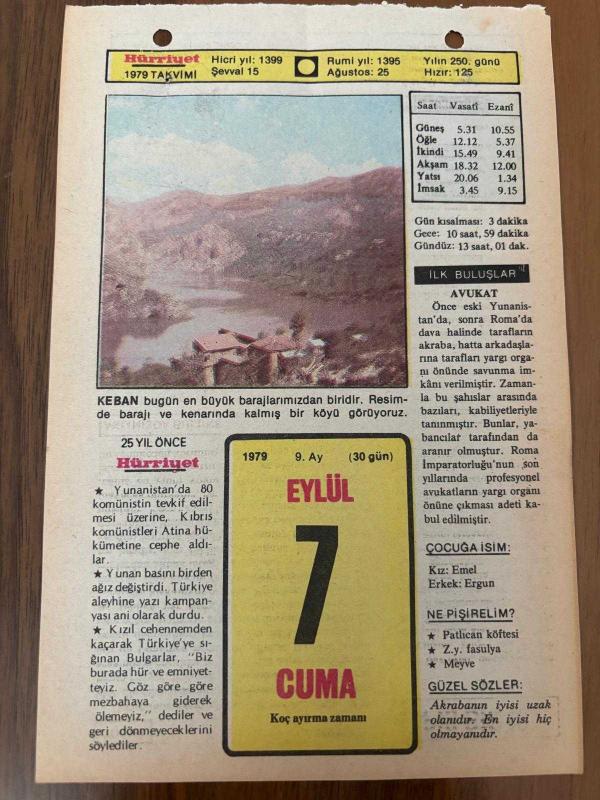 Hürriyet
1979 TAKVİMİ
Hicri yıl: 1399
Şevval 15
Rumi yıl: 1395
Ağustos: 25
Yılın 250. günü
Hızır: 125
Saat Vasatî Ezanî
Güneş 5.31 10.55
Öğle 12.12 5.37
İkindi 15.49 9.41
Akşam 18.32 12.00
Yatsı 20.06 1.34
İmsak 3.45 9.15
Gün kısalması: 3 dakika
Gece: 10 saat, 59 dakika
Gündüz: 13 saat, 01 dak.
İLK BULUŞLAR
AVUKAT
Önce eski Yunanis-
tan'da, sonra Roma'da
dava halinde tarafların
akraba, hatta arkadaşla-
rına tarafları yargı orga-
nı önünde savunma im-
kânı verilmiştir. Zaman-
la bu şahıslar arasında
bazıları, kabiliyetleriyle
tanınmıştır. Bunlar, ya-
bancılar tarafından da
aranır olmuştur. Roma
İmparatorluğu'nun son
yıllarında profesyonel
avukatların yargı organı
önüne çıkması adeti ka-
bul edilmiştir.
KEBAN bugün en büyük barajlarımızdan biridir. Resim-
de barajı ve kenarında kalmış bir köyü görüyoruz.
25 YIL ÖNCE
Hürriyet
★ Yunanistan'da 80
komünistin tevkif edil-
mesi üzerine, Kıbrıs
komünistleri Atina hü-
kümetine cephe aldı-
lar.
★ Yunan basını birden
ağız değiştirdi. Türkiye
aleyhine yazı kampan-
yası ani olarak durdu.
★ Kızıl cehennemden
kaçarak Türkiye'ye sı-
ğınan Bulgarlar, "Biz
burada hür ve emniyet-
teyiz. Göz göre göre
mezbahaya giderek
ölemeyiz," dediler ve
geri dönmeyeceklerini
söylediler.
1979 9. Ay (30 gün)
EYLÜL
7
CUMA
Koç ayırma zamanı
ÇOCUĞA İSİM:
Kız: Emel
Erkek: Ergun
NE PİŞİRELİM?
★ Patlıcan köftesi
★ Z.y. fasulya
★ Meyve
GÜZEL SÖZLER:
Akrabanın iyisi uzak
olanıdır. En iyisi hiç
olmayanıdır.